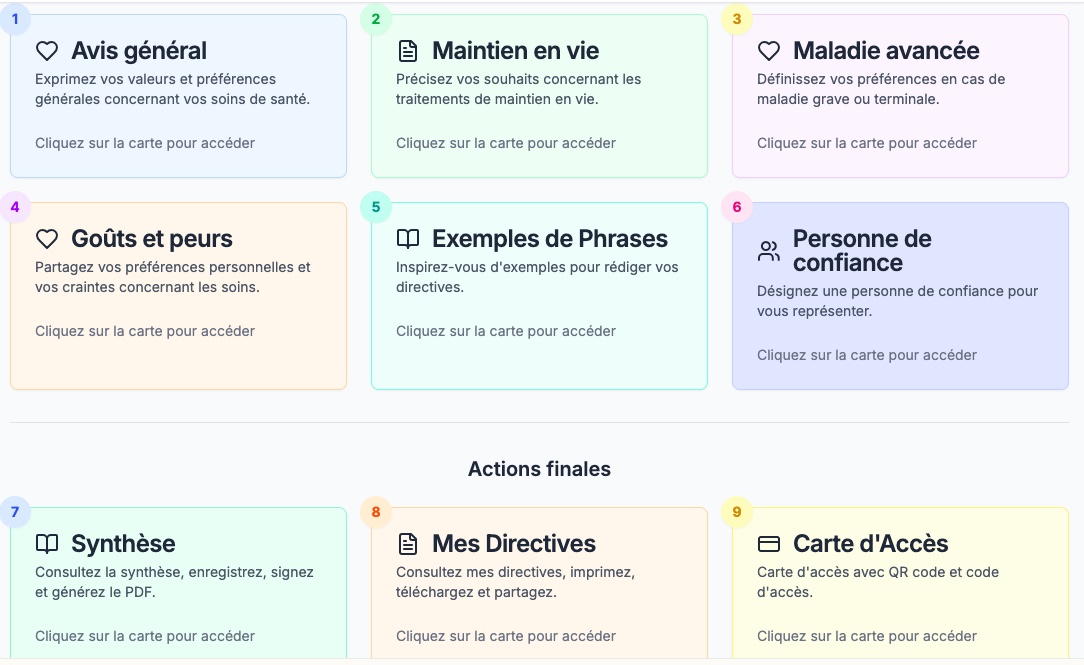 1
Avis général
Exprimez vos valeurs et préférences
générales concernant vos soins de santé.
Cliquez sur la carte pour accéder
2
Maintien en vie
Précisez vos souhaits concernant les
traitements de maintien en vie.
Cliquez sur la carte pour accéder
3
Maladie avancée
Définissez vos préférences en cas de
maladie grave ou terminale.
Cliquez sur la carte pour accéder
4
Goûts et peurs
Partagez vos préférences personnelles et
vos craintes concernant les soins.
Cliquez sur la carte pour accéder
5
Exemples de Phrases
Inspirez-vous d'exemples pour rédiger vos
directives.
Cliquez sur la carte pour accéder
6
Personne de
confiance
Désignez une personne de confiance pour
vous représenter.
Cliquez sur la carte pour accéder
Actions finales
7
Synthèse
Consultez la synthèse, enregistrez, signez
et générez le PDF.
Cliquez sur la carte pour accéder
8
Mes Directives
Consultez mes directives, imprimez,
téléchargez et partagez.
Cliquez sur la carte pour accéder
9
Carte d'Accès
Carte d'accès avec QR code et code
d'accès.
Cliquez sur la carte pour accéder